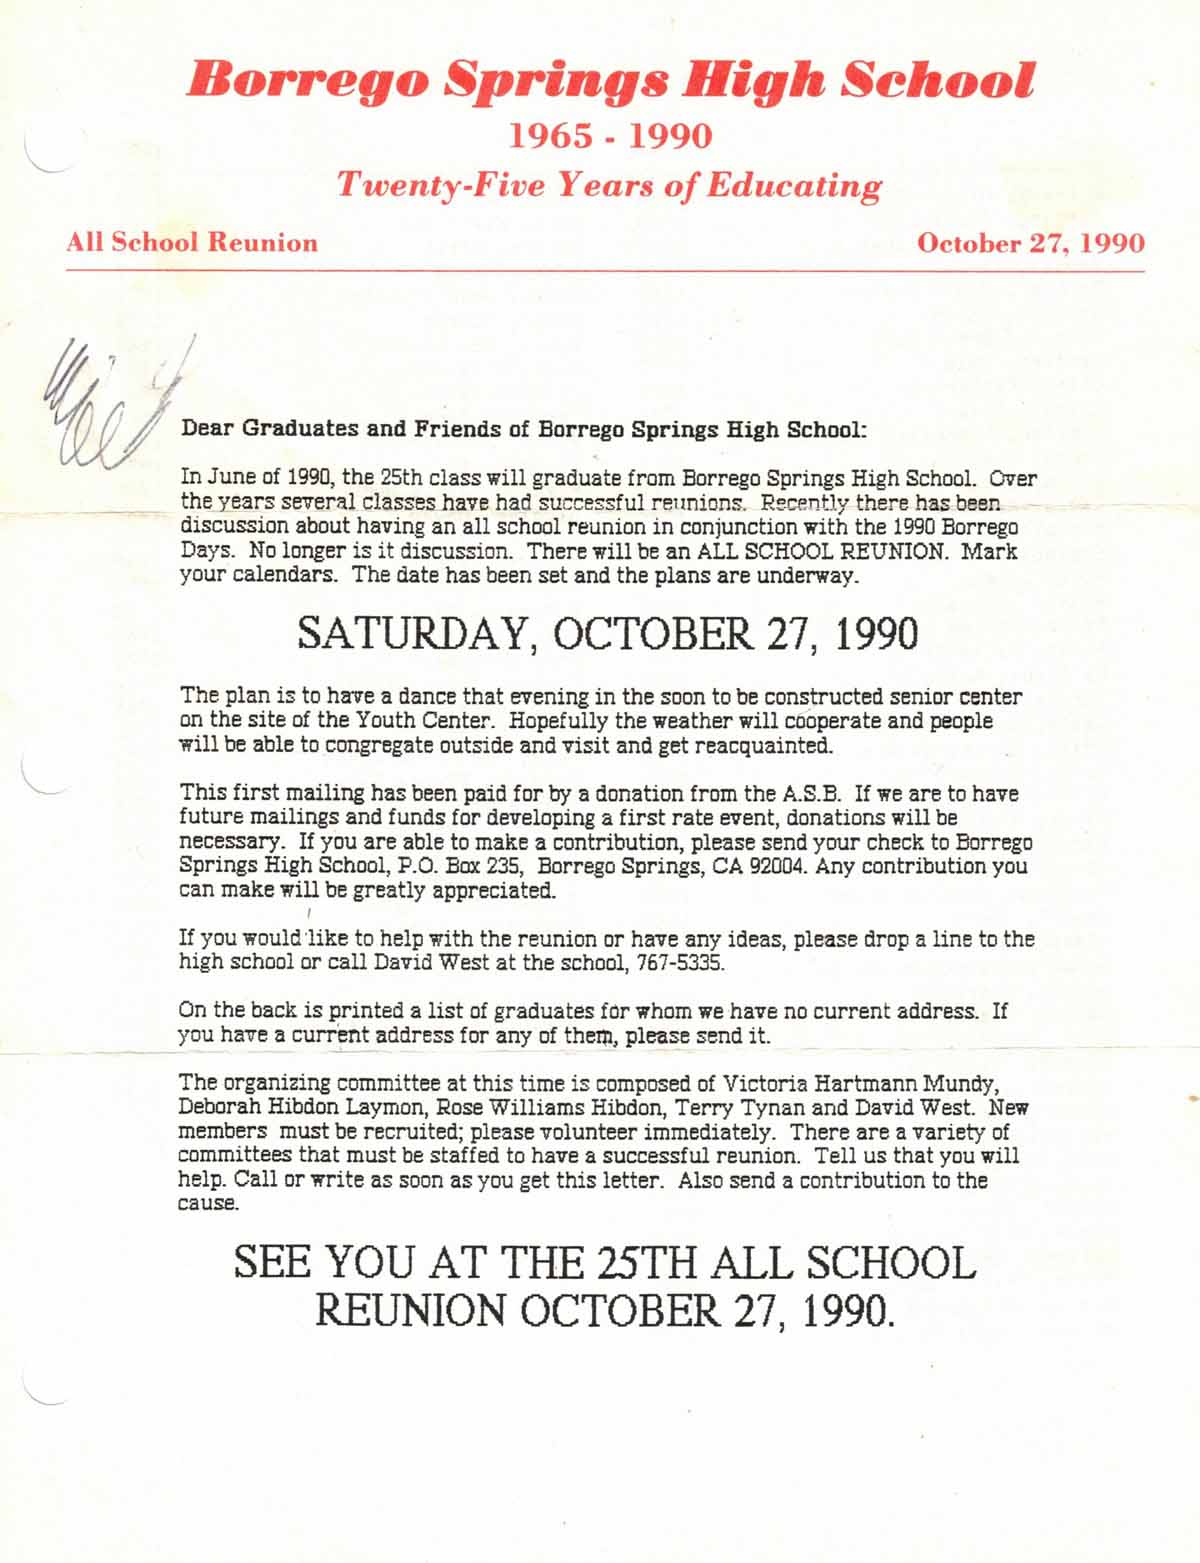 Borrego Springs High School
1965 - 1990
Twenty-Five Years of Educating
All School Reunion October 27, 1990
Dear Graduates and Friends of Borrego Springs High School:
In June of 1990, the 25th class will graduate from Borrego Springs High School. Over
the years several classes have had successful reunions. Recently there has been
discussion about having an all school reunion in conjunction with the 1990 Borrego
Days. No longer is it discussion. There will be an ALL SCHOOL REUNION. Mark
your calendars. The date has been set and the plans are underway.
SATURDAY, OCTOBER 27, 1990
The plan is to have a dance that evening in the soon to be constructed senior center
on the site of the Youth Center. Hopefully the weather will cooperate and people
will be able to congregate outside and visit and get reacquainted.
This first mailing has been paid for by a donation from the A.S.B. If we are to have
future mailings and funds for developing a first rate event, donations will be
necessary. If you are able to make a contribution, please send your check to Borrego
Springs High School, P.O. Box 235, Borrego Springs, CA 92004. Any contribution you
can make will be greatly appreciated.
If you would like to help with the reunion or have any ideas, please drop a line to the
high school or call David West at the school, 767-5335.
On the back is printed a list of graduates for whom we have no current address. If
you have a current address for any of them, please send it.
The organizing committee at this time is composed of Victoria Hartmann Mundy,
Deborah Hibdon Laymon, Rose Williams Hibdon, Terry Tynan and David West. New
members must be recruited; please volunteer immediately. There are a variety of
committees that must be staffed to have a successful reunion. Tell us that you will
help. Call or write as soon as you get this letter. Also send a contribution to the
cause.
SEE YOU AT THE 25TH ALL SCHOOL
REUNION OCTOBER 27, 1990.